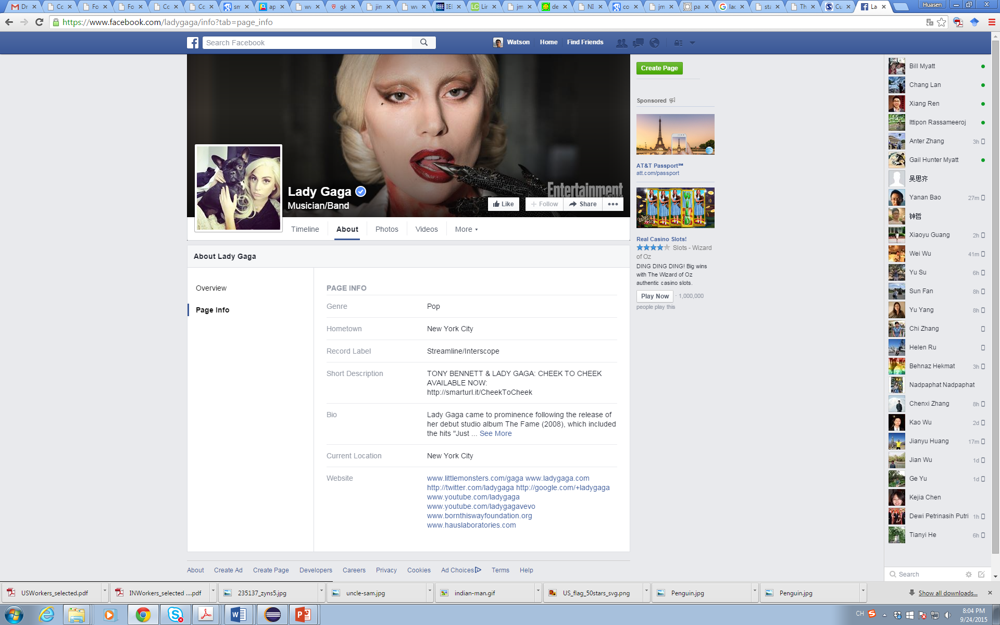 Dr
Cc
Fo
Fo
Cc
Cc
sm
ap
wv
gk
jin
wv
IEEE IEI
LC Lir
jm
de
NI
co
jm
pa
lac
sta
Th
Cu
La
Huasen
https://www.facebook.com/ladygaga/info?tab=page_info
Search Facebook
Watson Home Find Friends
Entertainment
Lady Gaga
Musician/Band
Like Follow Share
Timeline About Photos Videos More
About Lady Gaga
Overview
Page Info
PAGE INFO
Genre Pop
Hometown New York City
Record Label Streamline/Interscope
Short Description TONY BENNETT & LADY GAGA: CHEEK TO CHEEK
AVAILABLE NOW:
http://smarturl.it/CheekToCheek
Bio Lady Gaga came to prominence following the release of
her debut studio album The Fame (2008), which included
the hits "Just ... See More
Current Location New York City
Website www.littlemonsters.com/gaga www.ladygaga.com
http://twitter.com/ladygaga http://google.com/+ladygaga
www.youtube.com/ladygaga
www.youtube.com/ladygagavevo
www.bornthiswayfoundation.org
www.hauslaboratories.com
About Create Ad Create Page Developers Careers Privacy Cookies Ad Choices Terms Help
Create Page
Sponsored
AT&T Passport℠
att.com/passport
WILD
Real Casino Slots!
Slots - Wizard
of Oz
DING DING DING! Big wins
with The Wizard of Oz
authentic casino slots.
Play Now · 1,000,000
people play this
Bill Myatt
Chang Lan
Xiang Ren
Ittipon Rassameeroj
Anter Zhang 3h
Gail Hunter Myatt
吴思齐
Yanan Bao 27m
钟哲
Xiaoyu Guang 2h
Wei Wu 41m
Yu Su 6h
Sun Fan 8h
Yu Yang 8h
Chi Zhang
Helen Ru
Behnaz Hekmat 3h
Nadpaphat Nadpaphat
Chenxi Zhang 8h
Kao Wu 2d
Jianyu Huang 17m
Jian Wu 1d
Ge Yu 1d
Kejia Chen
Dewi Petrinasih Putri 1h
Tianyi He 6h
Search
USWorkers_selected.pdf
INWorkers_selected ....pdf
235137_zyns5.jpg
uncle-sam.jpg
indian-man.gif
US_flag_50stars_svg.png
Penguin.jpg
Penguin.jpg
Show all downloads...
CH
8:04 PM
9/24/2015